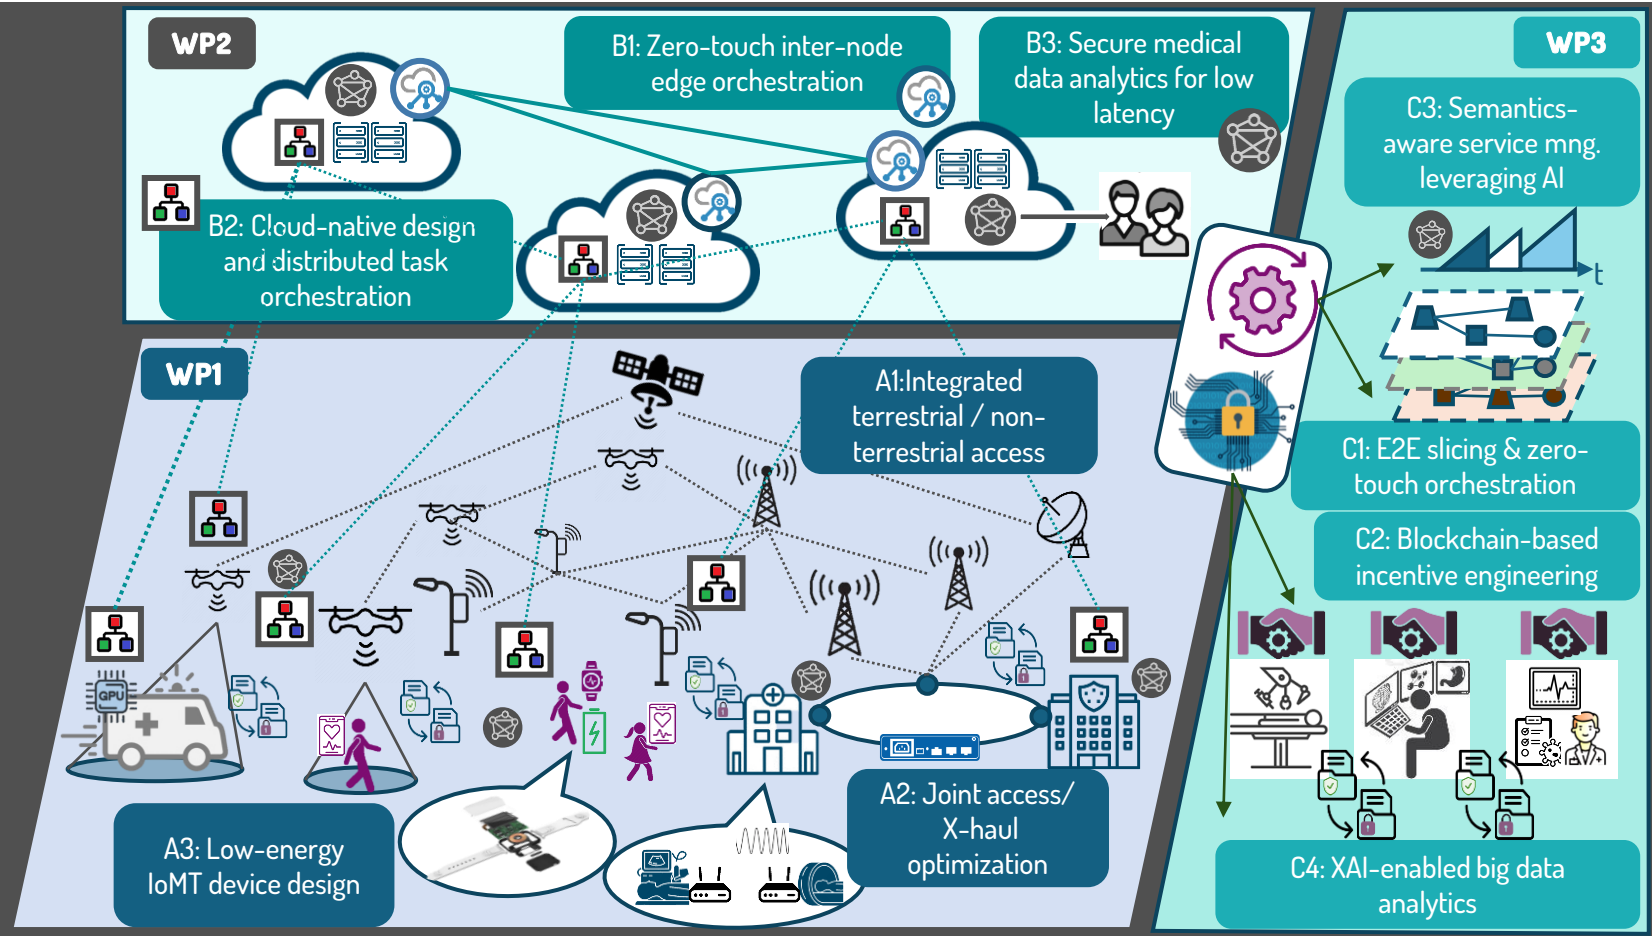 WP2
B1: Zero-touch inter-node
edge orchestration
B3: Secure medical
data analytics for low
latency
B2: Cloud-native design
and distributed task
orchestration
WP3
C3: Semantics-
aware service mng.
leveraging AI
t
C1: E2E slicing & zero-
touch orchestration
C2: Blockchain-based
incentive engineering
C4: XAI-enabled big data
analytics
WP1
A1:Integrated
terrestrial / non-
terrestrial access
GPU
A2: Joint access/
X-haul
optimization
A3: Low-energy
IoMT device design